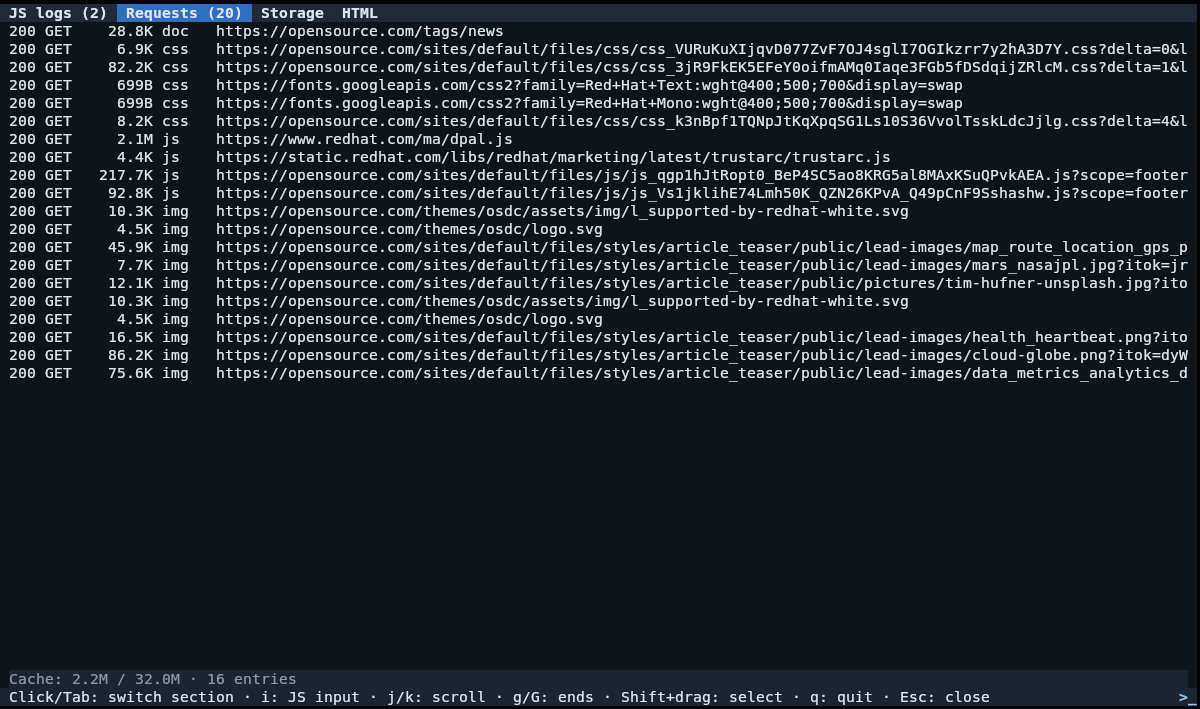 JS logs (2)  Requests (20)  Storage  HTML
200 GET    28.8K doc   https://opensource.com/tags/news
200 GET     6.9K css   https://opensource.com/sites/default/files/css/css_VURuKuXIjqvD077ZvF7OJ4sglI7OGIkzrr7y2hA3D7Y.css?delta=0&l
200 GET    82.2K css   https://opensource.com/sites/default/files/css/css_3jR9FkEK5EFeY0oifmAMq0Iaqe3FGb5fDSdqijZRlcM.css?delta=1&l
200 GET     699B css   https://fonts.googleapis.com/css2?family=Red+Hat+Text:wght@400;500;700&display=swap
200 GET     699B css   https://fonts.googleapis.com/css2?family=Red+Hat+Mono:wght@400;500;700&display=swap
200 GET     8.2K css   https://opensource.com/sites/default/files/css/css_k3nBpf1TQNpJtKqXpqSG1Ls10S36VvolTsskLdcJjlg.css?delta=4&l
200 GET     2.1M js    https://www.redhat.com/ma/dpal.js
200 GET     4.4K js    https://static.redhat.com/libs/redhat/marketing/latest/trustarc/trustarc.js
200 GET   217.7K js    https://opensource.com/sites/default/files/js/js_qgp1hJtRopt0_BeP4SC5ao8KRG5al8MAxKSuQPvkAEA.js?scope=footer
200 GET    92.8K js    https://opensource.com/sites/default/files/js/js_Vs1jklihE74Lmh50K_QZN26KPvA_Q49pCnF9Sshashw.js?scope=footer
200 GET    10.3K img   https://opensource.com/themes/osdc/assets/img/l_supported-by-redhat-white.svg
200 GET     4.5K img   https://opensource.com/themes/osdc/logo.svg
200 GET    45.9K img   https://opensource.com/sites/default/files/styles/article_teaser/public/lead-images/map_route_location_gps_p
200 GET     7.7K img   https://opensource.com/sites/default/files/styles/article_teaser/public/lead-images/mars_nasajpl.jpg?itok=jr
200 GET    12.1K img   https://opensource.com/sites/default/files/styles/article_teaser/public/pictures/tim-hufner-unsplash.jpg?ito
200 GET    10.3K img   https://opensource.com/themes/osdc/assets/img/l_supported-by-redhat-white.svg
200 GET     4.5K img   https://opensource.com/themes/osdc/logo.svg
200 GET    16.5K img   https://opensource.com/sites/default/files/styles/article_teaser/public/lead-images/health_heartbeat.png?ito
200 GET    86.2K img   https://opensource.com/sites/default/files/styles/article_teaser/public/lead-images/cloud-globe.png?itok=dyW
200 GET    75.6K img   https://opensource.com/sites/default/files/styles/article_teaser/public/lead-images/data_metrics_analytics_d
Cache: 2.2M / 32.0M · 16 entries
Click/Tab: switch section · i: JS input · j/k: scroll · g/G: ends · Shift+drag: select · q: quit · Esc: close >_